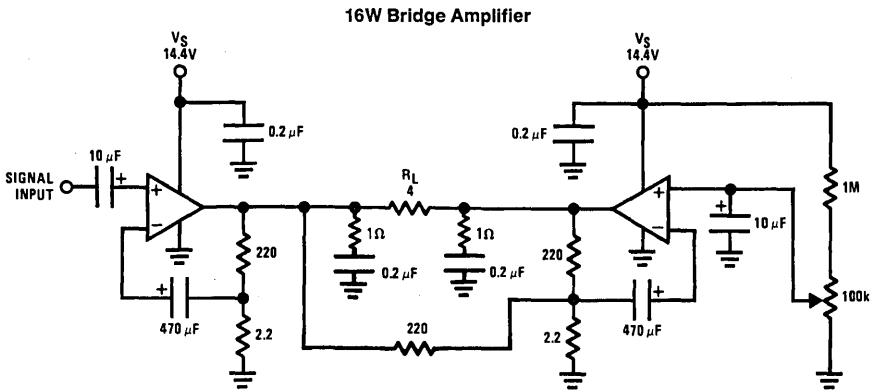 16W Bridge Amplifier
VS
14.4V
VS
14.4V
0.2 µF
0.2 µF
10 µF
SIGNAL
INPUT
+
−
RL
4
+
−
1M
+
10 µF
1Ω
1Ω
220
220
0.2 µF
0.2 µF
+
470 µF
+
470 µF
100k
2.2
220
2.2